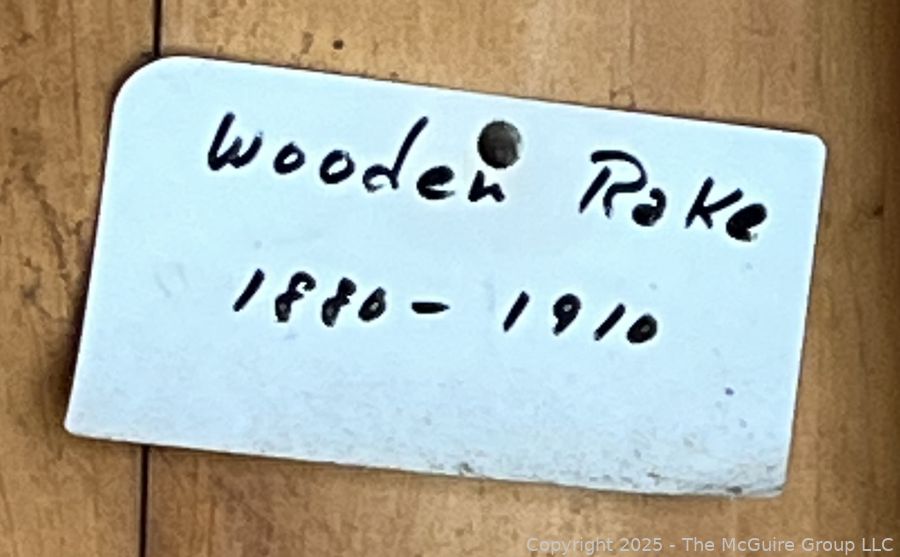 Wooden Rake
1880 - 1910
Copyright 2025 - The McGuire Group LLC